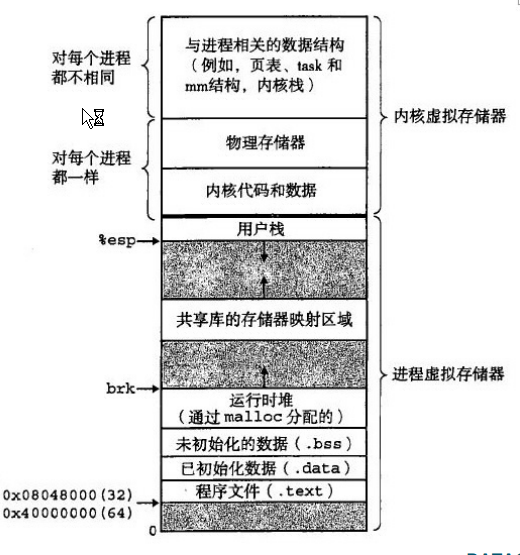 与进程相关的数据结构
（例如，页表、task 和
mm结构，内核栈）
对每个进程
都不相同
物理存储器
内核代码和数据
对每个进程
都一样
内核虚拟存储器
用户栈
%esp
共享库的存储器映射区域
brk
运行时堆
（通过 malloc 分配的）
未初始化的数据（.bss）
已初始化数据（.data）
程序文件（.text）
进程虚拟存储器
0x08048000(32)
0x40000000(64)
0